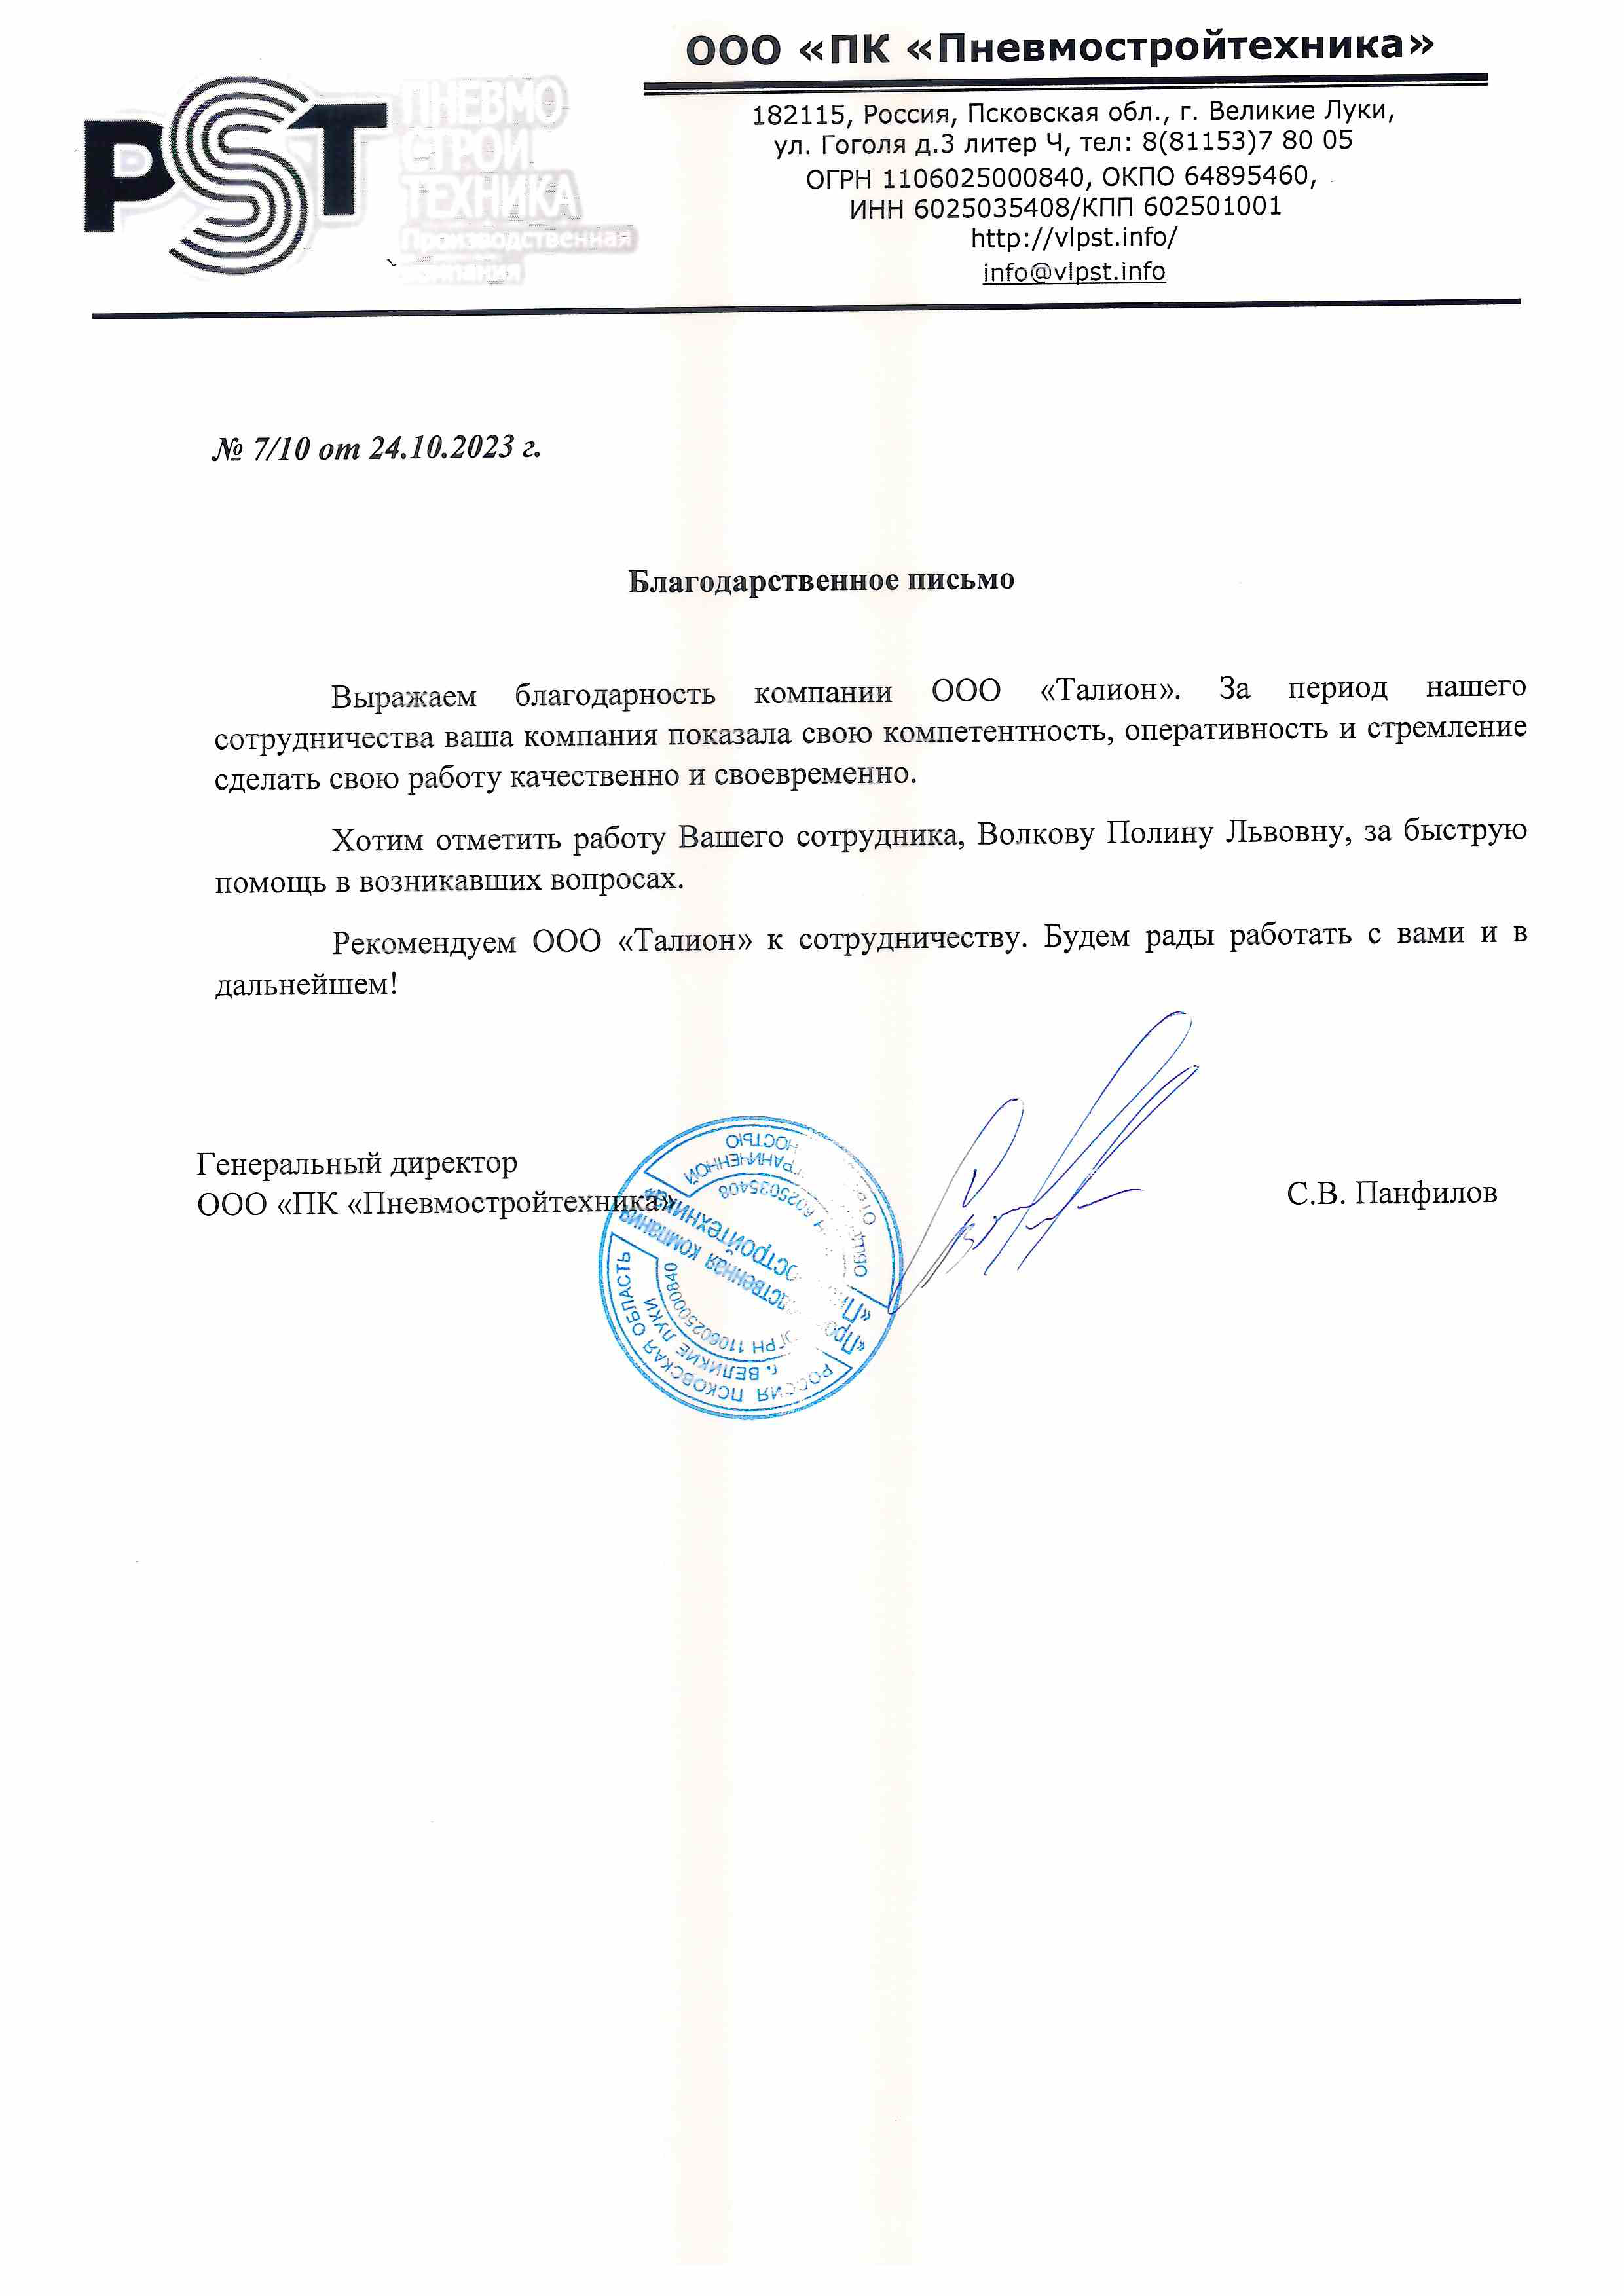 ООО «ПК «Пневмостройтехника»
PST
ПНЕВМО
СТРОЙ
ТЕХНИКА
Производственная
компания
182115, Россия, Псковская обл., г. Великие Луки,
ул. Гоголя д.3 литер Ч, тел: 8(81153)7 80 05
ОГРН 1106025000840, ОКПО 64895460,
ИНН 6025035408/КПП 602501001
http://vlpst.info/
info@vlpst.info
№ 7/10 от 24.10.2023 г.
Благодарственное письмо
Выражаем благодарность компании ООО «Талион». За период нашего
сотрудничества ваша компания показала свою компетентность, оперативность и стремление
сделать свою работу качественно и своевременно.
Хотим отметить работу Вашего сотрудника, Волкову Полину Львовну, за быструю
помощь в возникавших вопросах.
Рекомендуем ООО «Талион» к сотрудничеству. Будем рады работать с вами и в
дальнейшем!
Генеральный директор
ООО «ПК «Пневмостройтехника»
С.В. Панфилов
РОССИЯ ПСКОВСКАЯ ОБЛАСТЬ
г. ВЕЛИКИЕ ЛУКИ
ОГРН 1106025000840
6025035408